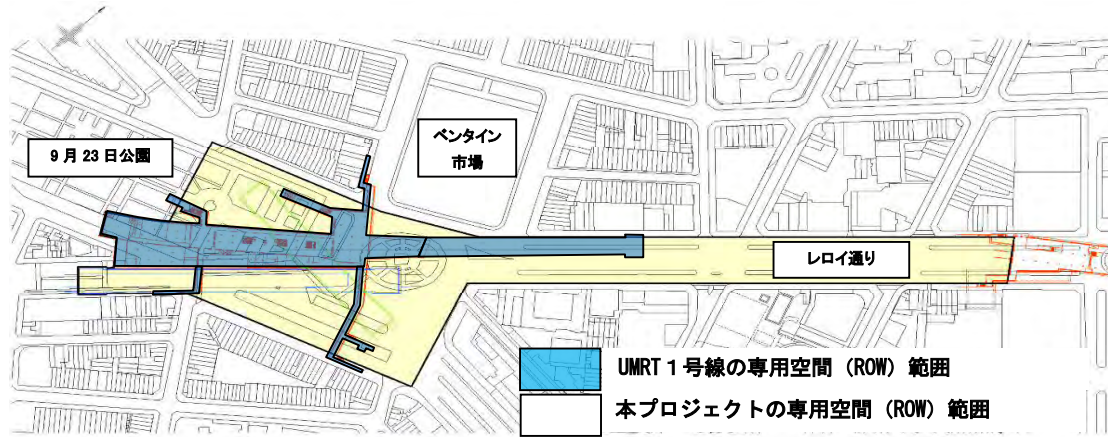 9月23日公園
ベンタイン
市場
レロイ通り
UMRT1号線の専用空間（ROW）範囲
本プロジェクトの専用空間（ROW）範囲